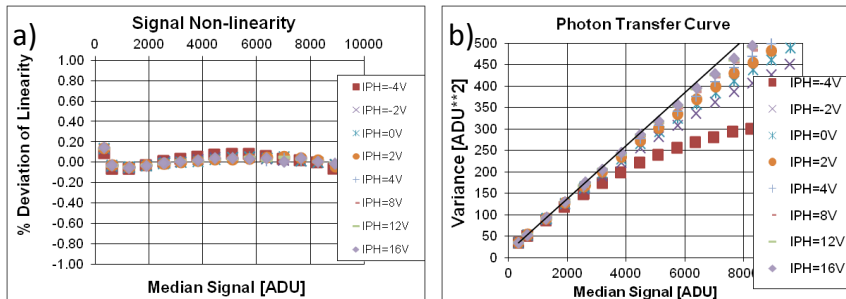 a)
Signal Non-linearity
0 2000 4000 6000 8000 10000
1.00
0.80
0.60
0.40
0.20
0.00
-0.20
-0.40
-0.60
-0.80
-1.00
% Deviation of Linearity
Median Signal [ADU]
IPH=-4V
IPH=-2V
IPH=0V
IPH=2V
IPH=4V
IPH=8V
IPH=12V
IPH=16V
b)
Photon Transfer Curve
500
450
400
350
300
250
200
150
100
50
0
Variance [ADU**2]
0 2000 4000 6000 8
Median Signal [ADU]
IPH=-4V
IPH=-2V
IPH=0V
IPH=2V
IPH=4V
IPH=8V
IPH=12V
IPH=16V